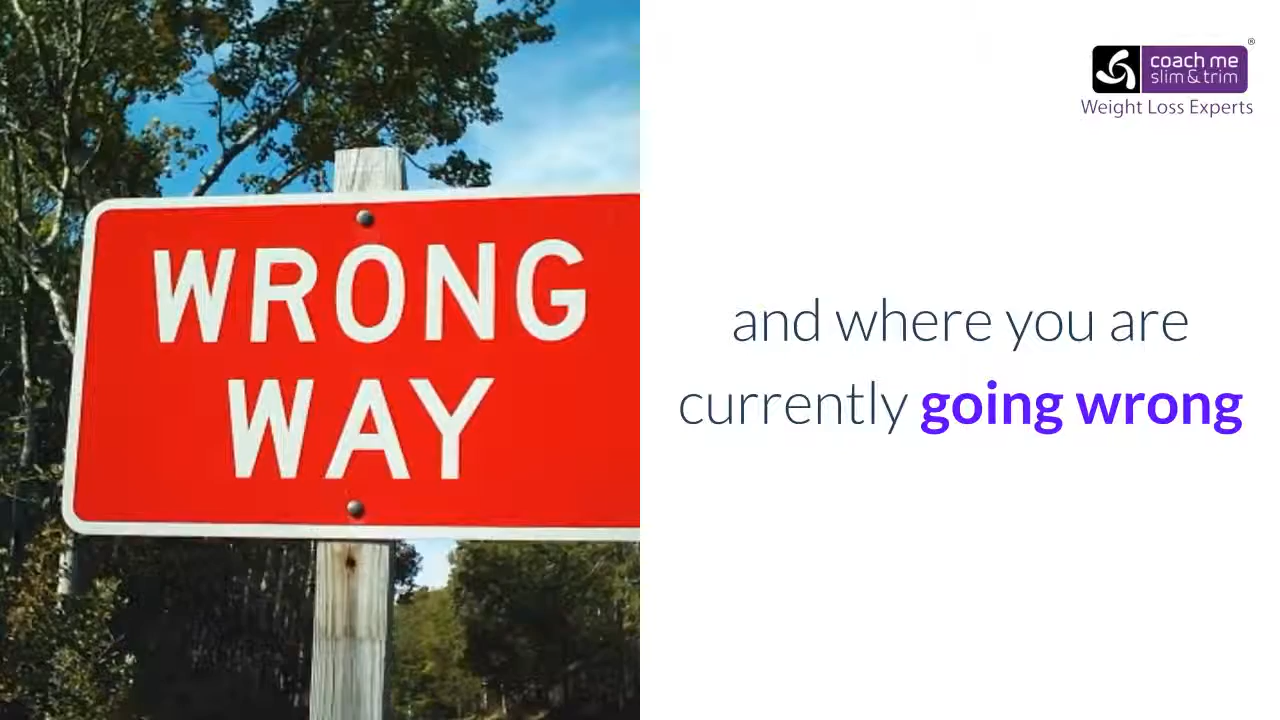 WRONG
WAY
®
coach me
slim & trim
Weight Loss Experts
and where you are
currently going wrong